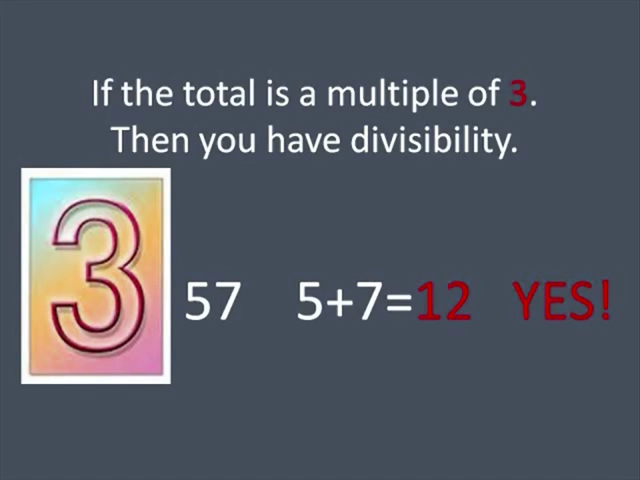 If the total is a multiple of 3.
Then you have divisibility.
3
57 5+7=12 YES!